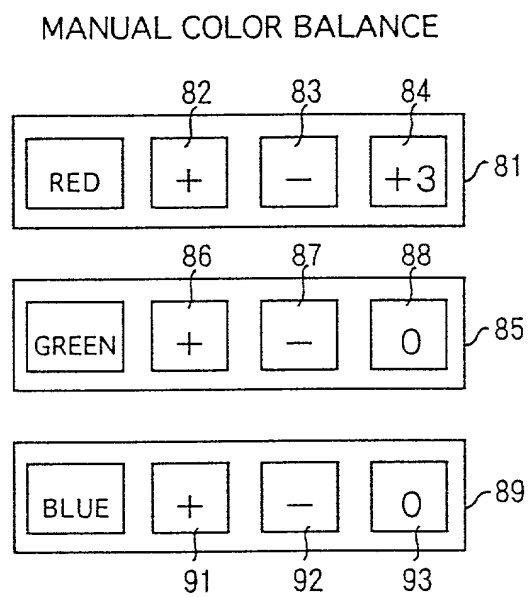 MANUAL COLOR BALANCE
82 83 84
RED + − +3 81
86 87 88
GREEN + − 0 85
BLUE + − 0 89
91 92 93